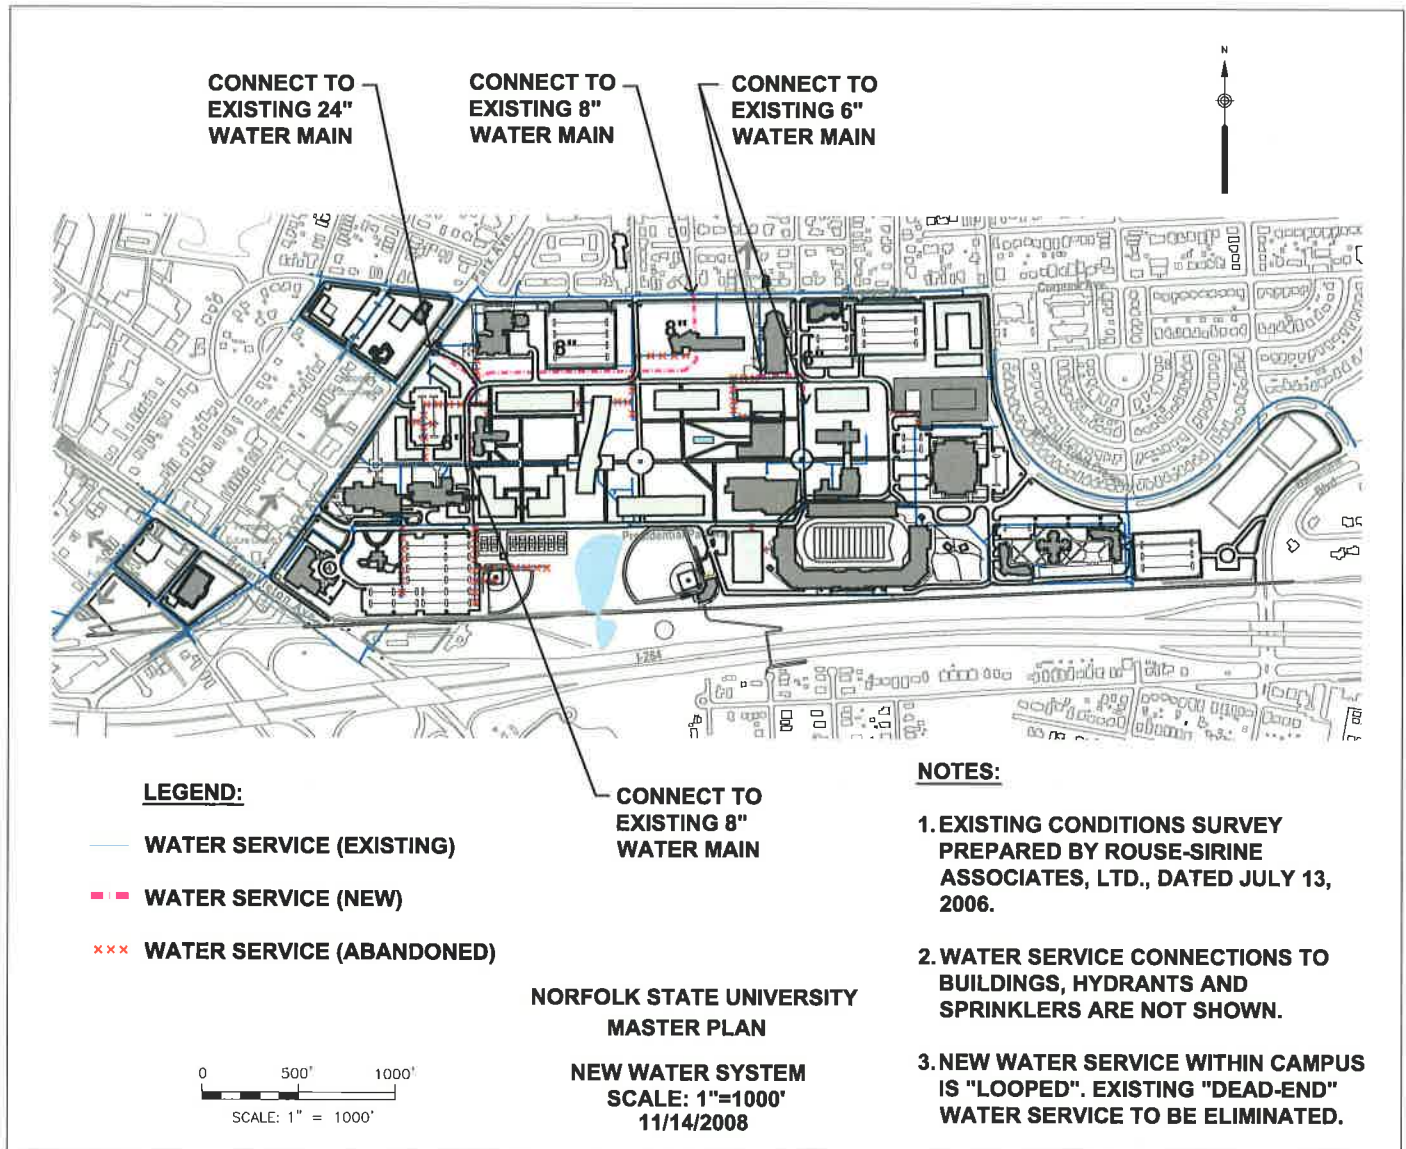 N
CONNECT TO
EXISTING 24"
WATER MAIN
CONNECT TO
EXISTING 8"
WATER MAIN
CONNECT TO
EXISTING 6"
WATER MAIN
Park Ave.
8"
8"
6"
Presidential
I-264
Blvd
CONNECT TO
EXISTING 8"
WATER MAIN
LEGEND:
WATER SERVICE (EXISTING)
WATER SERVICE (NEW)
WATER SERVICE (ABANDONED)
NOTES:
1. EXISTING CONDITIONS SURVEY
PREPARED BY ROUSE-SIRINE
ASSOCIATES, LTD., DATED JULY 13,
2006.
2. WATER SERVICE CONNECTIONS TO
BUILDINGS, HYDRANTS AND
SPRINKLERS ARE NOT SHOWN.
3. NEW WATER SERVICE WITHIN CAMPUS
IS "LOOPED". EXISTING "DEAD-END"
WATER SERVICE TO BE ELIMINATED.
NORFOLK STATE UNIVERSITY
MASTER PLAN
NEW WATER SYSTEM
SCALE: 1"=1000'
11/14/2008
0 500' 1000'
SCALE: 1" = 1000'